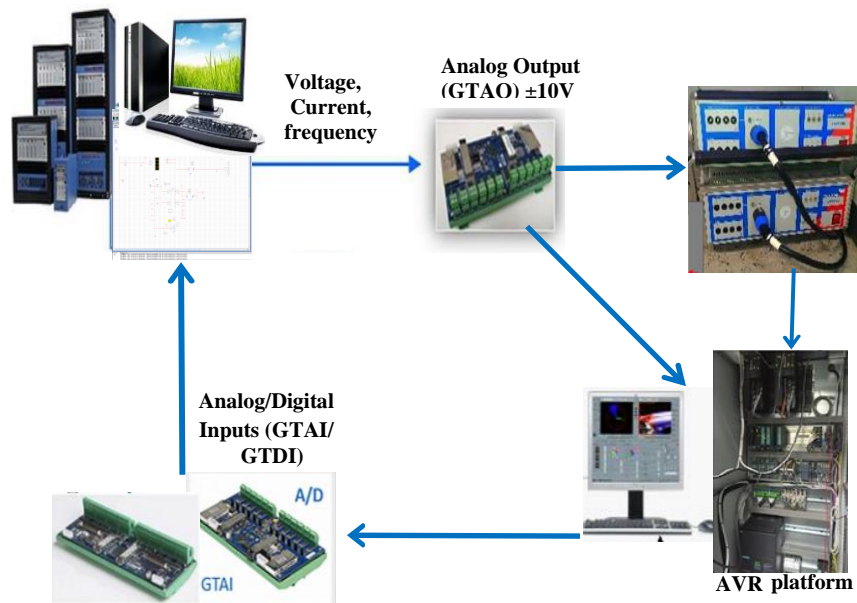 Voltage,
Current,
frequency
Analog Output
(GTAO) ±10V
Analog/Digital
Inputs (GTAI/
GTDI)
A/D
GTAI
AVR platform